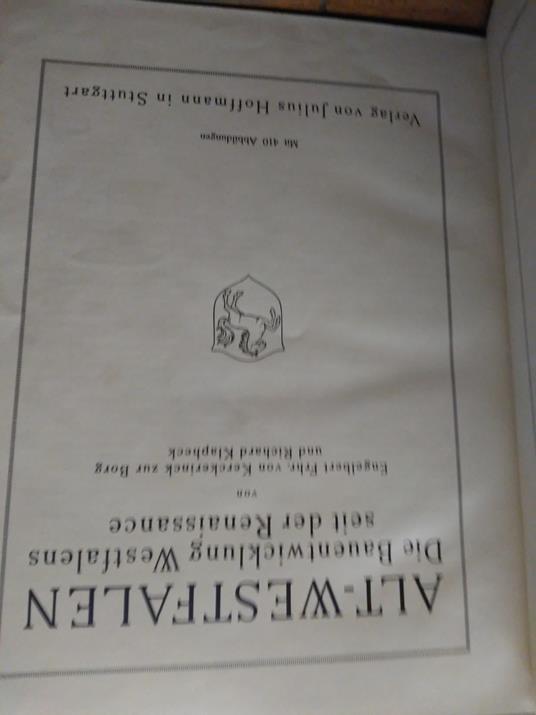 ALT-WESTFALEN
Die Bauentwicklung Westfalens
seit der Renaissance
von
Engelbert Frhr. von Kerckerinck zur Borg
und Richard Klapheck
Mit 410 Abbildungen
Verlag von Julius Hoffmann in Stuttgart